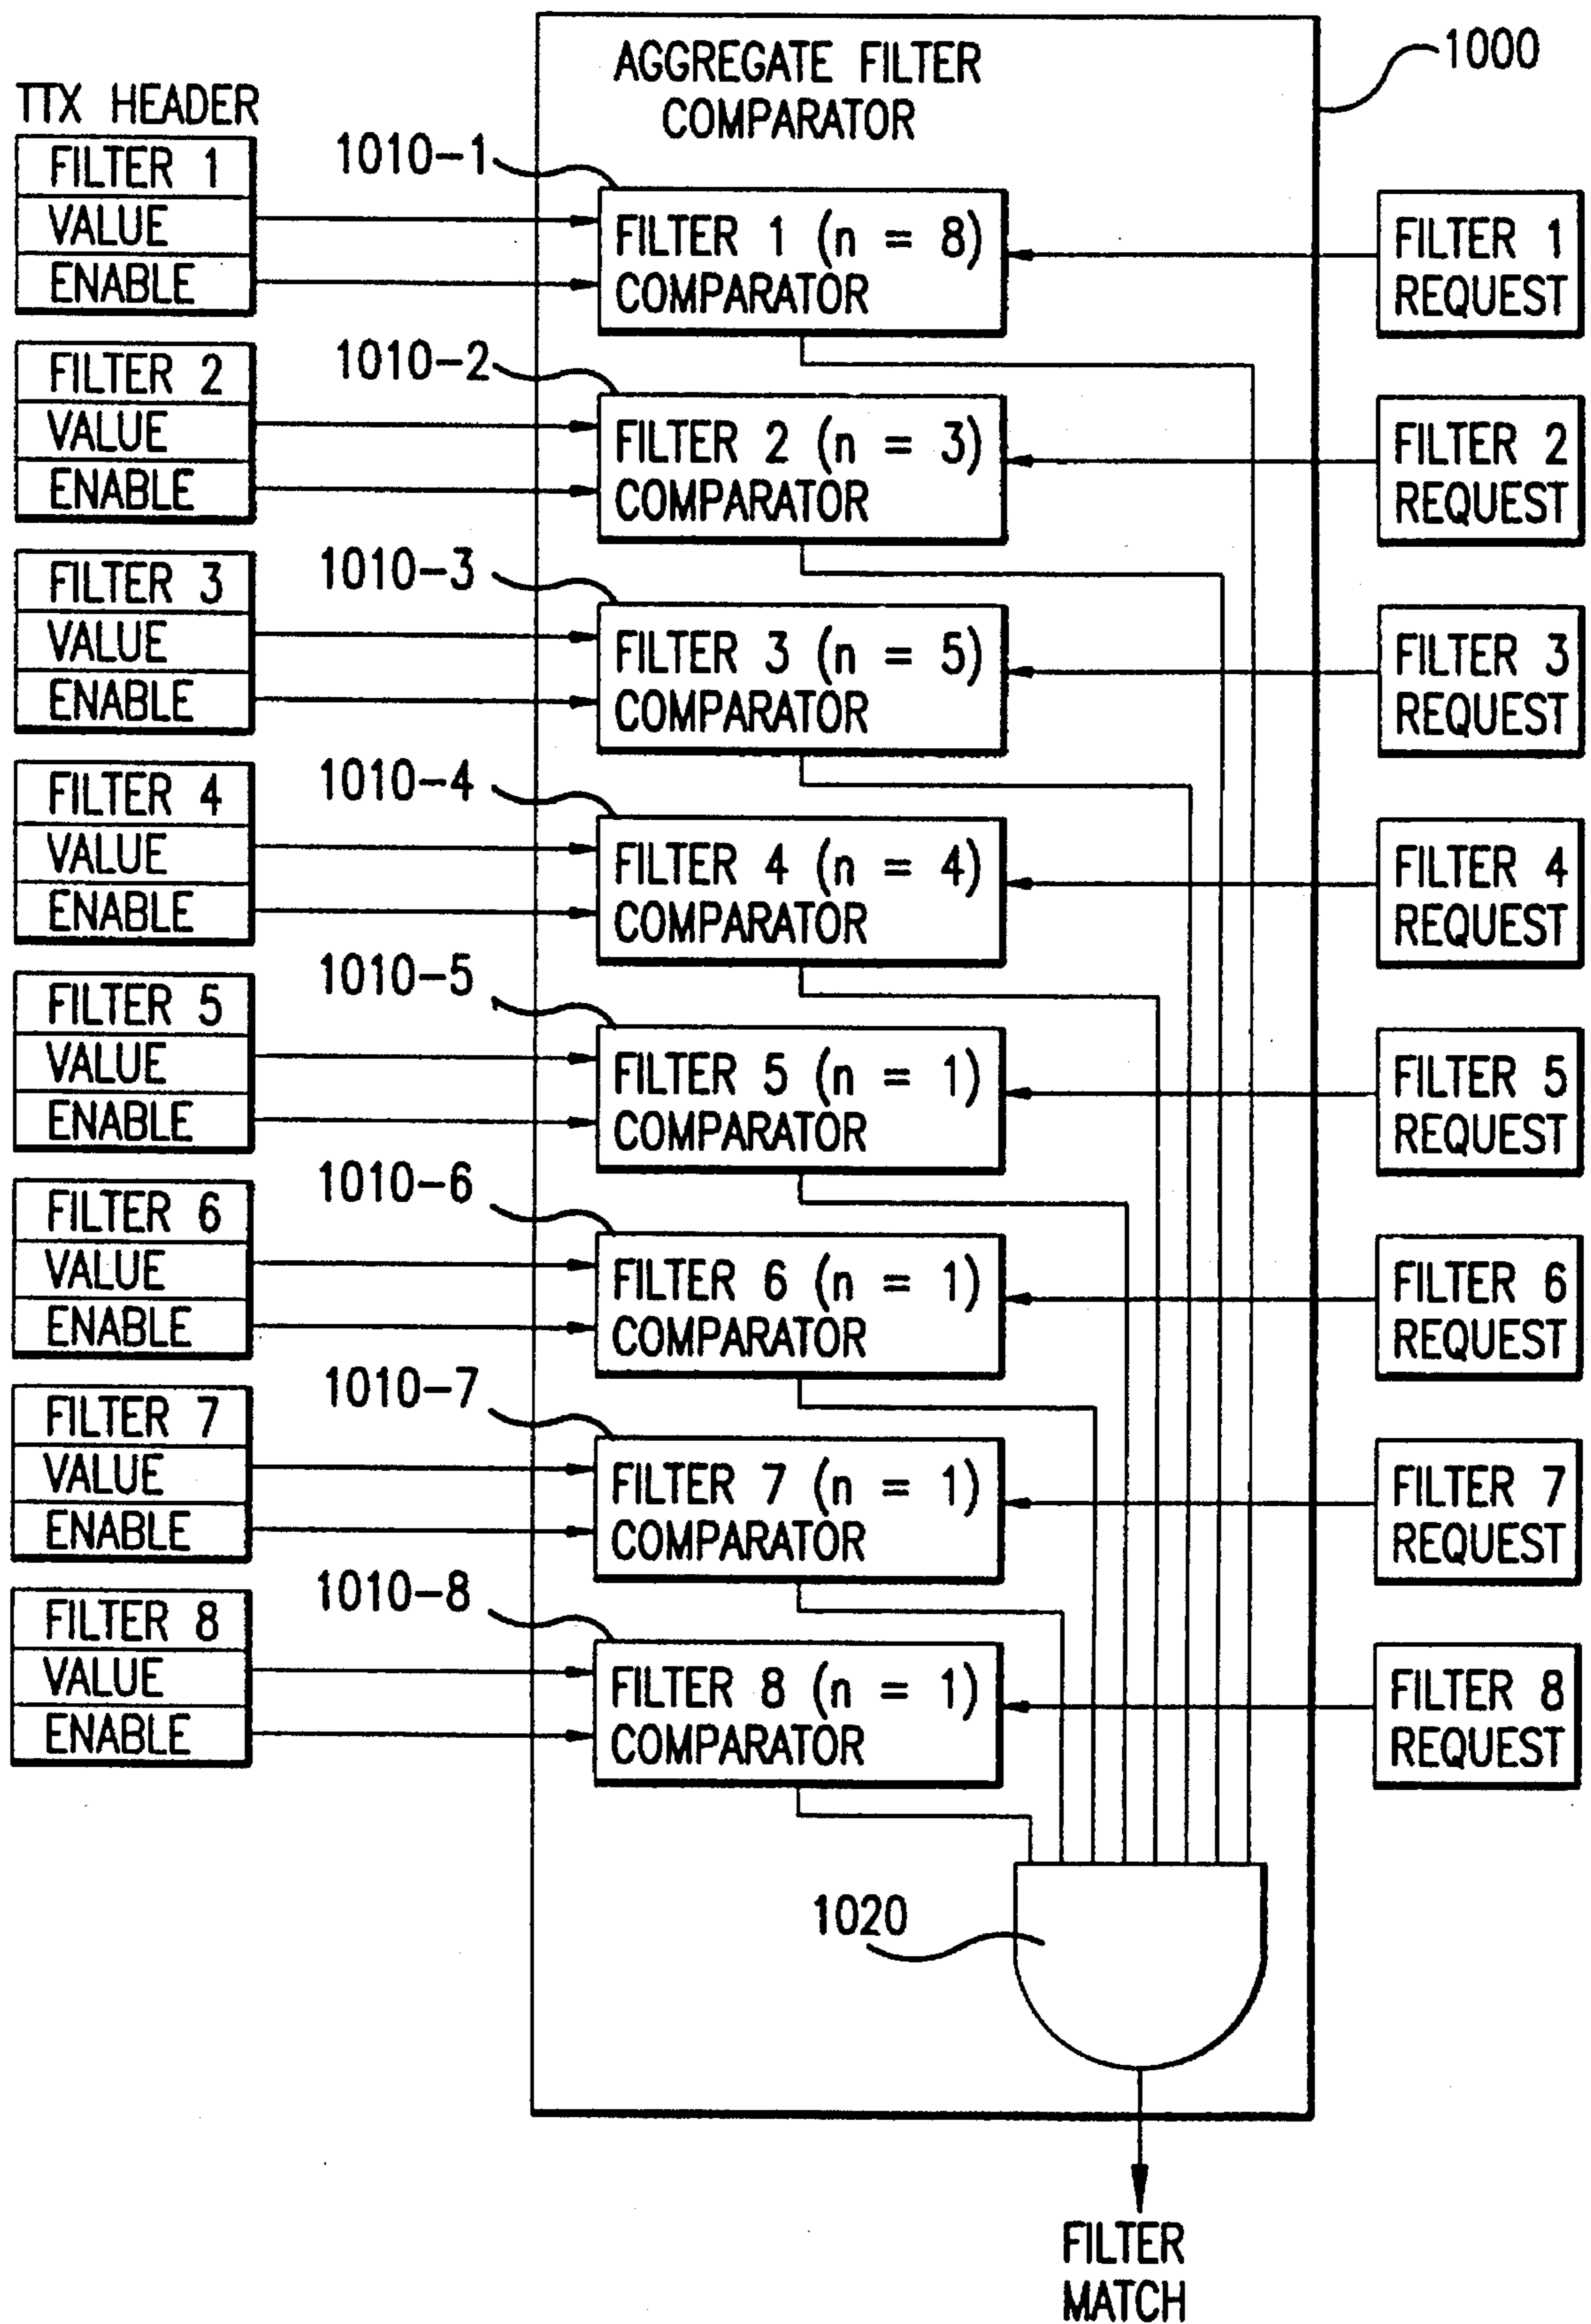 AGGREGATE FILTER
COMPARATOR
1000
TTX HEADER
FILTER 1
VALUE
ENABLE
1010-1
FILTER 1 (n = 8)
COMPARATOR
FILTER 1
REQUEST
FILTER 2
VALUE
ENABLE
1010-2
FILTER 2 (n = 3)
COMPARATOR
FILTER 2
REQUEST
FILTER 3
VALUE
ENABLE
1010-3
FILTER 3 (n = 5)
COMPARATOR
FILTER 3
REQUEST
FILTER 4
VALUE
ENABLE
1010-4
FILTER 4 (n = 4)
COMPARATOR
FILTER 4
REQUEST
FILTER 5
VALUE
ENABLE
1010-5
FILTER 5 (n = 1)
COMPARATOR
FILTER 5
REQUEST
FILTER 6
VALUE
ENABLE
1010-6
FILTER 6 (n = 1)
COMPARATOR
FILTER 6
REQUEST
FILTER 7
VALUE
ENABLE
1010-7
FILTER 7 (n = 1)
COMPARATOR
FILTER 7
REQUEST
FILTER 8
VALUE
ENABLE
1010-8
FILTER 8 (n = 1)
COMPARATOR
FILTER 8
REQUEST
1020
FILTER
MATCH